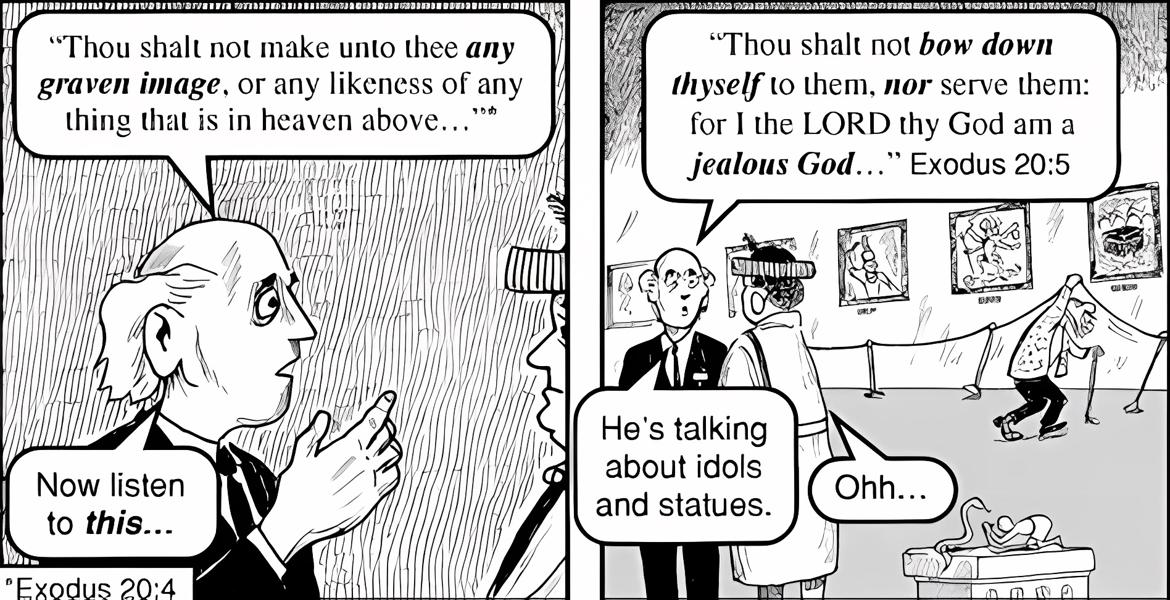 “Thou shalt not make unto thee any
graven image, or any likeness of any
thing that is in heaven above...”*
Now listen
to this...
*Exodus 20:4
“Thou shalt not bow down
thyself to them, nor serve them:
for I the LORD thy God am a
jealous God...” Exodus 20:5
He's talking
about idols
and statues.
Ohh...